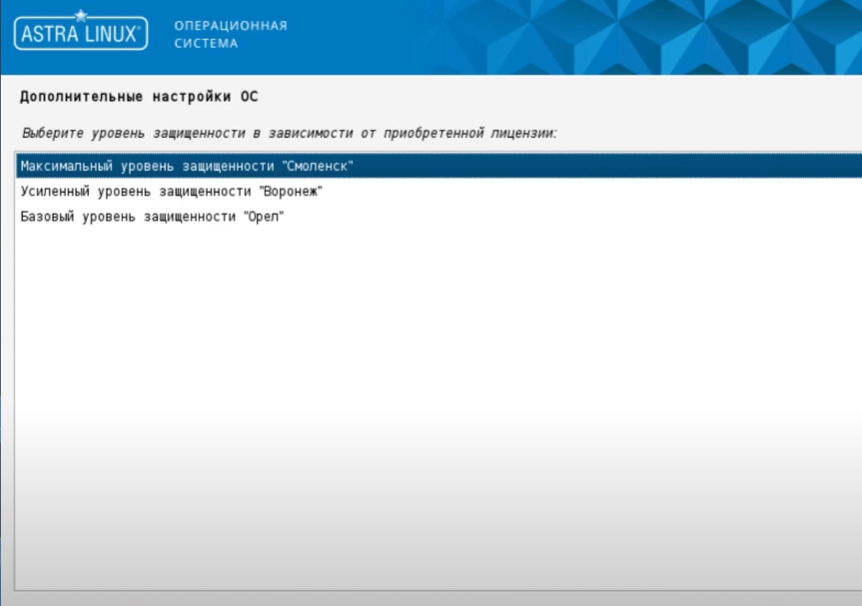 ASTRA LINUX®
ОПЕРАЦИОННАЯ
СИСТЕМА
Дополнительные настройки ОС
Выберите уровень защищенности в зависимости от приобретенной лицензии:
Максимальный уровень защищенности "Смоленск"
Усиленный уровень защищенности "Воронеж"
Базовый уровень защищенности "Орел"